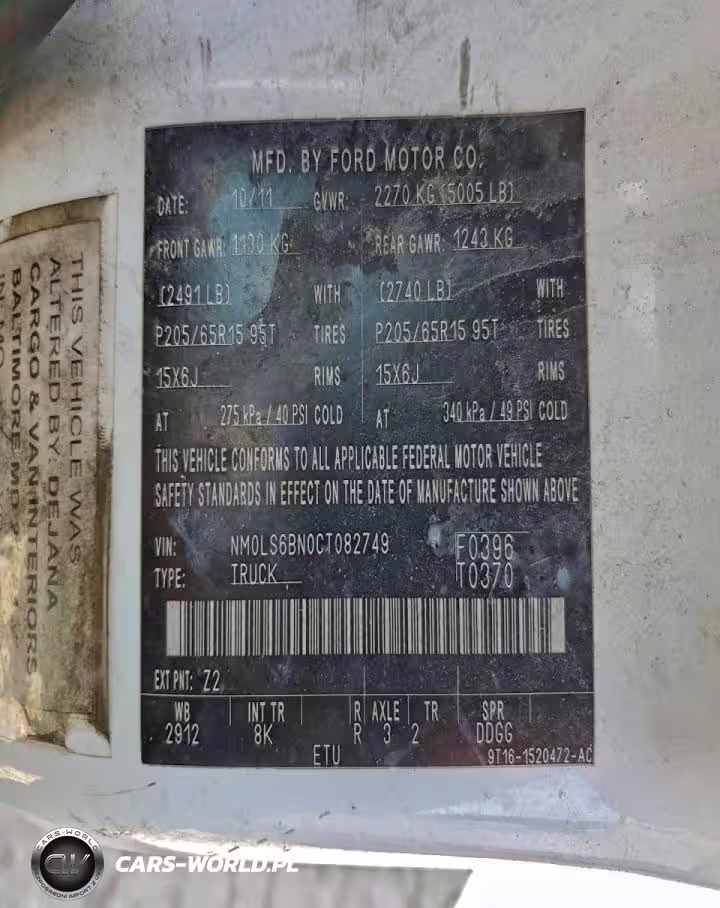 MFD. BY FORD MOTOR CO.
DATE: 10/11 GVWR: 2270 KG (5005 LB)
FRONT GAWR: 1130 KG REAR GAWR: 1243 KG
(2491 LB) WITH (2740 LB) WITH
P205/65R15 95T TIRES P205/65R15 95T TIRES
15X6J RIMS 15X6J RIMS
AT 275 kPa / 40 PSI COLD AT 340 kPa / 49 PSI COLD
THIS VEHICLE CONFORMS TO ALL APPLICABLE FEDERAL MOTOR VEHICLE
SAFETY STANDARDS IN EFFECT ON THE DATE OF MANUFACTURE SHOWN ABOVE
VIN: NM0LS6BN0CT082749 F0396
TYPE: TRUCK T0370
EXT PNT: Z2
WB INT TR R AXLE TR SPR
2912 8K R 3 2 DDGG
ETU 9T16-1520472-AC
THIS VEHICLE WAS
ALTERED BY: DEJANA
CARGO & VAN INTERIORS
BALTIMORE MD
CARS-WORLD
CW
CARS-WORLD.PL